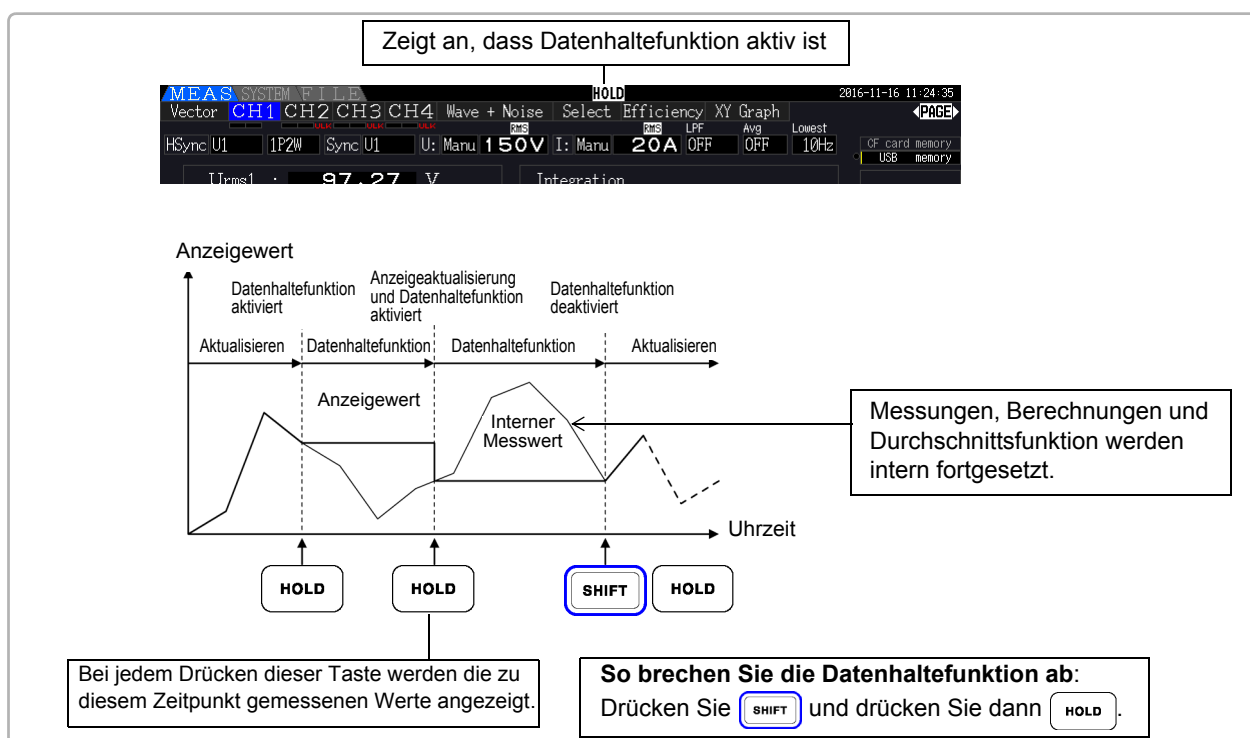 Zeigt an, dass Datenhaltefunktion aktiv ist
MEAS SYSTEM FILE HOLD 2016-11-16 11:24:35
Vector CH1 CH2 CH3 CH4 Wave + Noise Select Efficiency XY Graph PAGE
RMS RMS LPF Avg Lowest
HSync U1 1P2W Sync U1 U: Manu 150V I: Manu 20A OFF OFF 10Hz
CF card memory
USB memory
Urms1 : 97.27 V Integration
Anzeigewert
Datenhaltefunktion
aktiviert
Anzeigeaktualisierung
und Datenhaltefunktion
aktiviert
Datenhaltefunktion
deaktiviert
Aktualisieren Datenhaltefunktion Datenhaltefunktion Aktualisieren
Anzeigewert
Interner
Messwert
Messungen, Berechnungen und
Durchschnittsfunktion werden
intern fortgesetzt.
Uhrzeit
HOLD HOLD SHIFT HOLD
Bei jedem Drücken dieser Taste werden die zu
diesem Zeitpunkt gemessenen Werte angezeigt.
So brechen Sie die Datenhaltefunktion ab:
Drücken Sie SHIFT und drücken Sie dann HOLD.